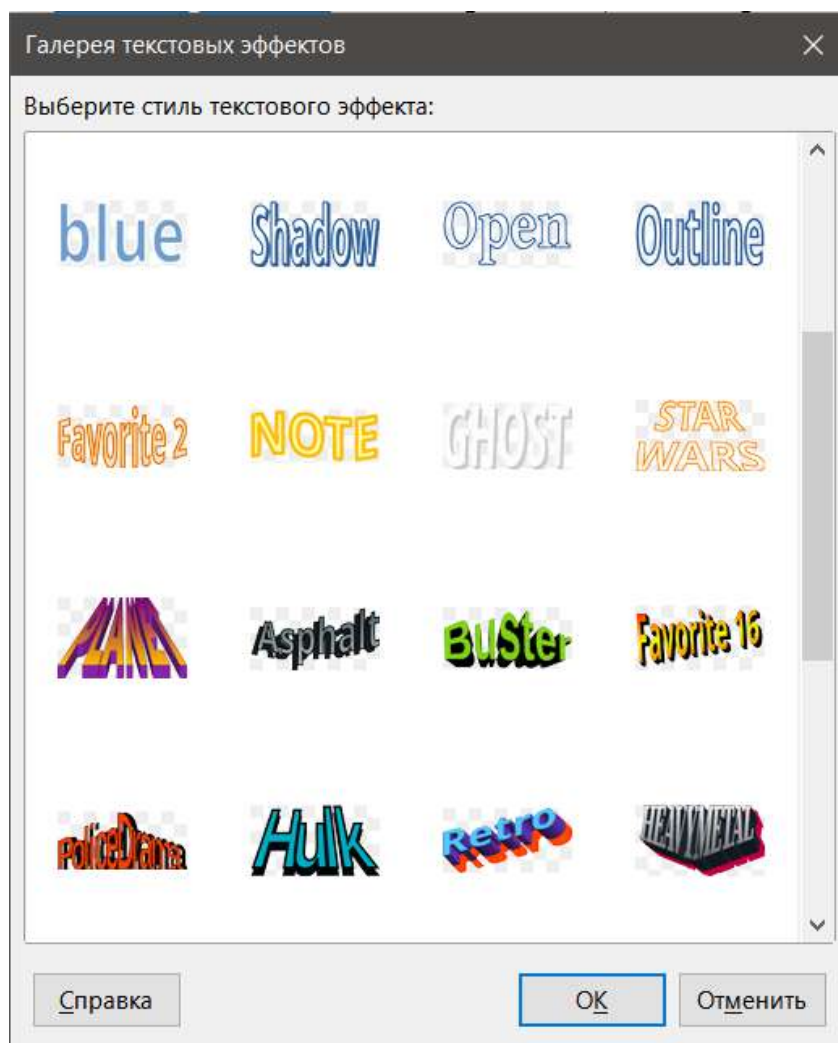 Галерея текстовых эффектов
Выберите стиль текстового эффекта:
blue Shadow Open Outline
Favorite 2 NOTE GHOST STAR WARS
PLANET Asphalt BuSter Favorite 16
PoliceDrama Hulk Retro HEAVYMETAL
Справка OK Отменить